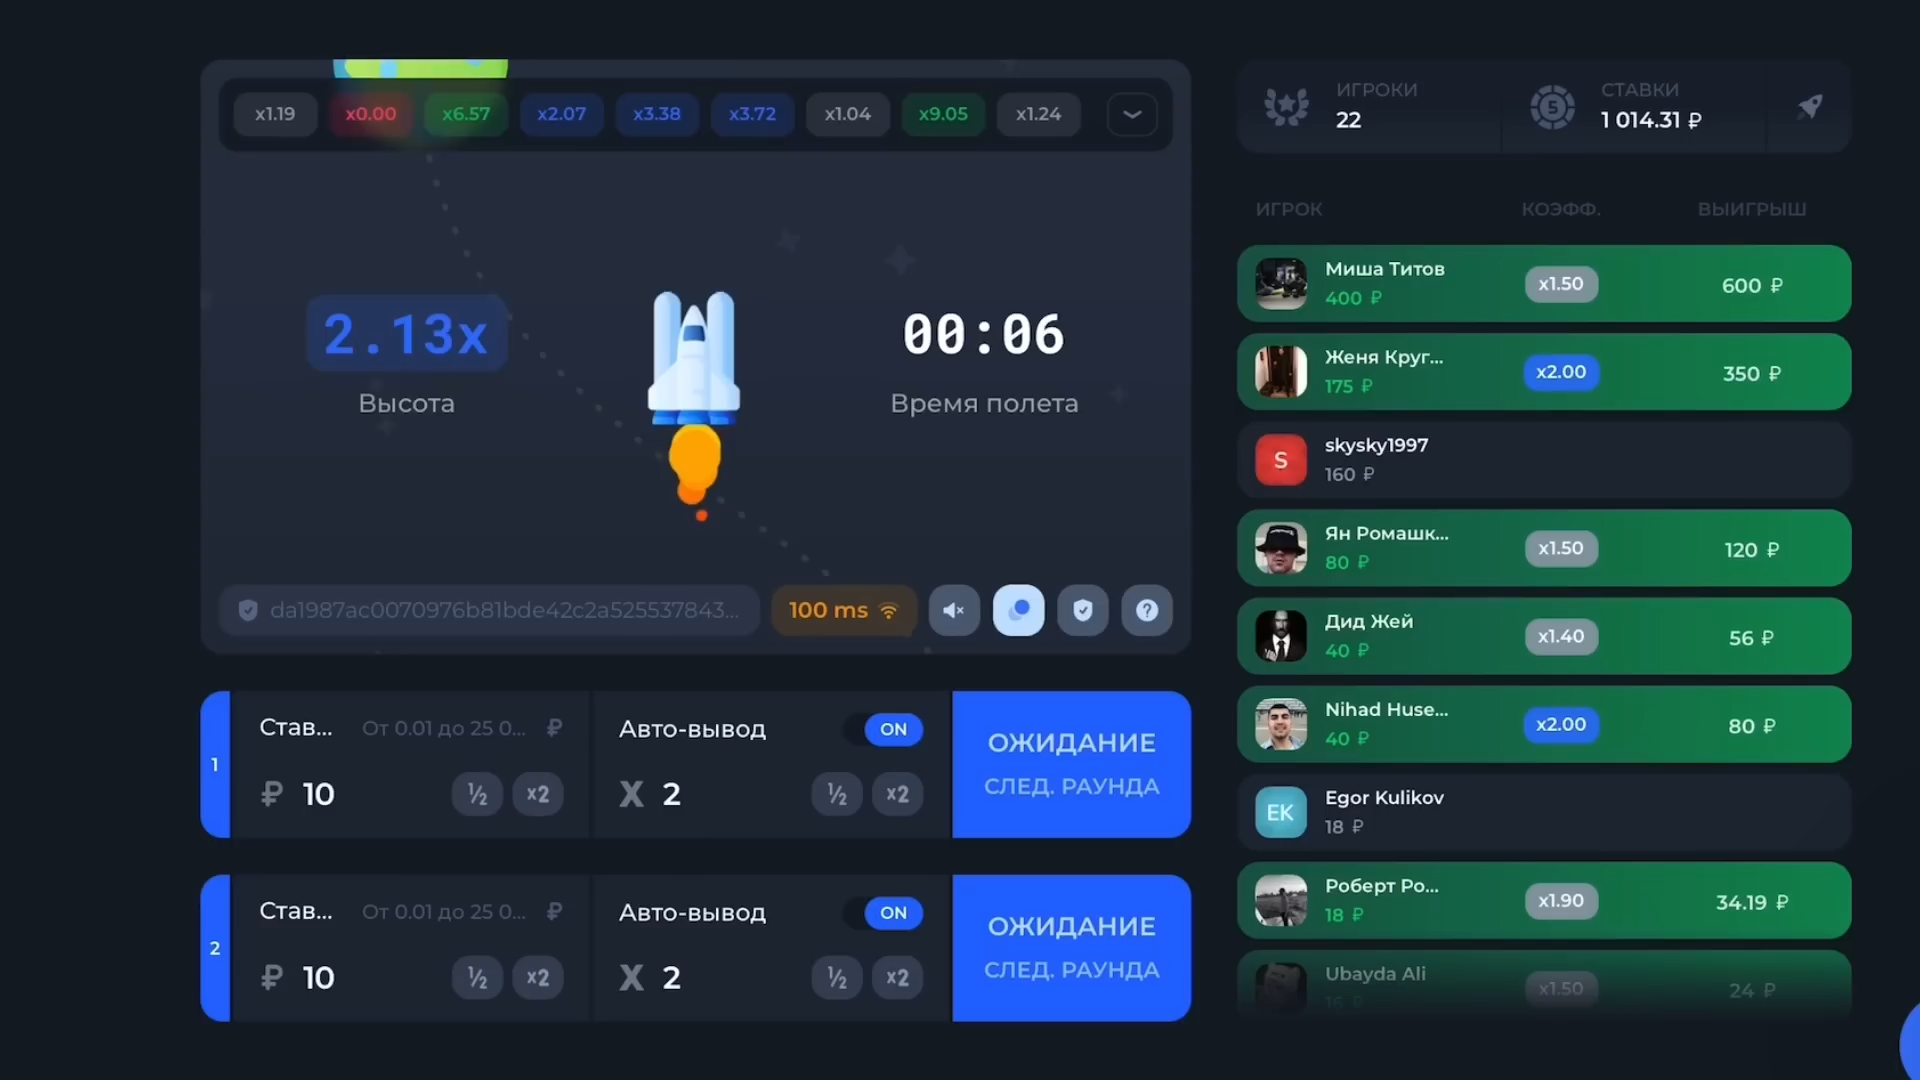 x1.19 x0.00 x6.57 x2.07 x3.38 x3.72 x1.04 x9.05 x1.24
2.13x
Высота
00:06
Время полета
da1987ac0070976b81bde42c2a525537843...
100 ms
?
1
Став... От 0.01 до 25 0... ₽
₽ 10 ½ x2
Авто-вывод ON
X 2 ½ x2
ОЖИДАНИЕ
СЛЕД. РАУНДА
2
Став... От 0.01 до 25 0... ₽
₽ 10 ½ x2
Авто-вывод ON
X 2 ½ x2
ОЖИДАНИЕ
СЛЕД. РАУНДА
ИГРОКИ
22
5
СТАВКИ
1 014.31 ₽
ИГРОК КОЭФФ. ВЫИГРЫШ
Миша Титов
400 ₽
x1.50
600 ₽
Женя Круг...
175 ₽
x2.00
350 ₽
S
skysky1997
160 ₽
Ян Ромашк...
80 ₽
x1.50
120 ₽
Дид Жей
40 ₽
x1.40
56 ₽
Nihad Huse...
40 ₽
x2.00
80 ₽
EK
Egor Kulikov
18 ₽
Роберт Ро...
18 ₽
x1.90
34.19 ₽
Ubayda Ali
16 ₽
x1.50
24 ₽